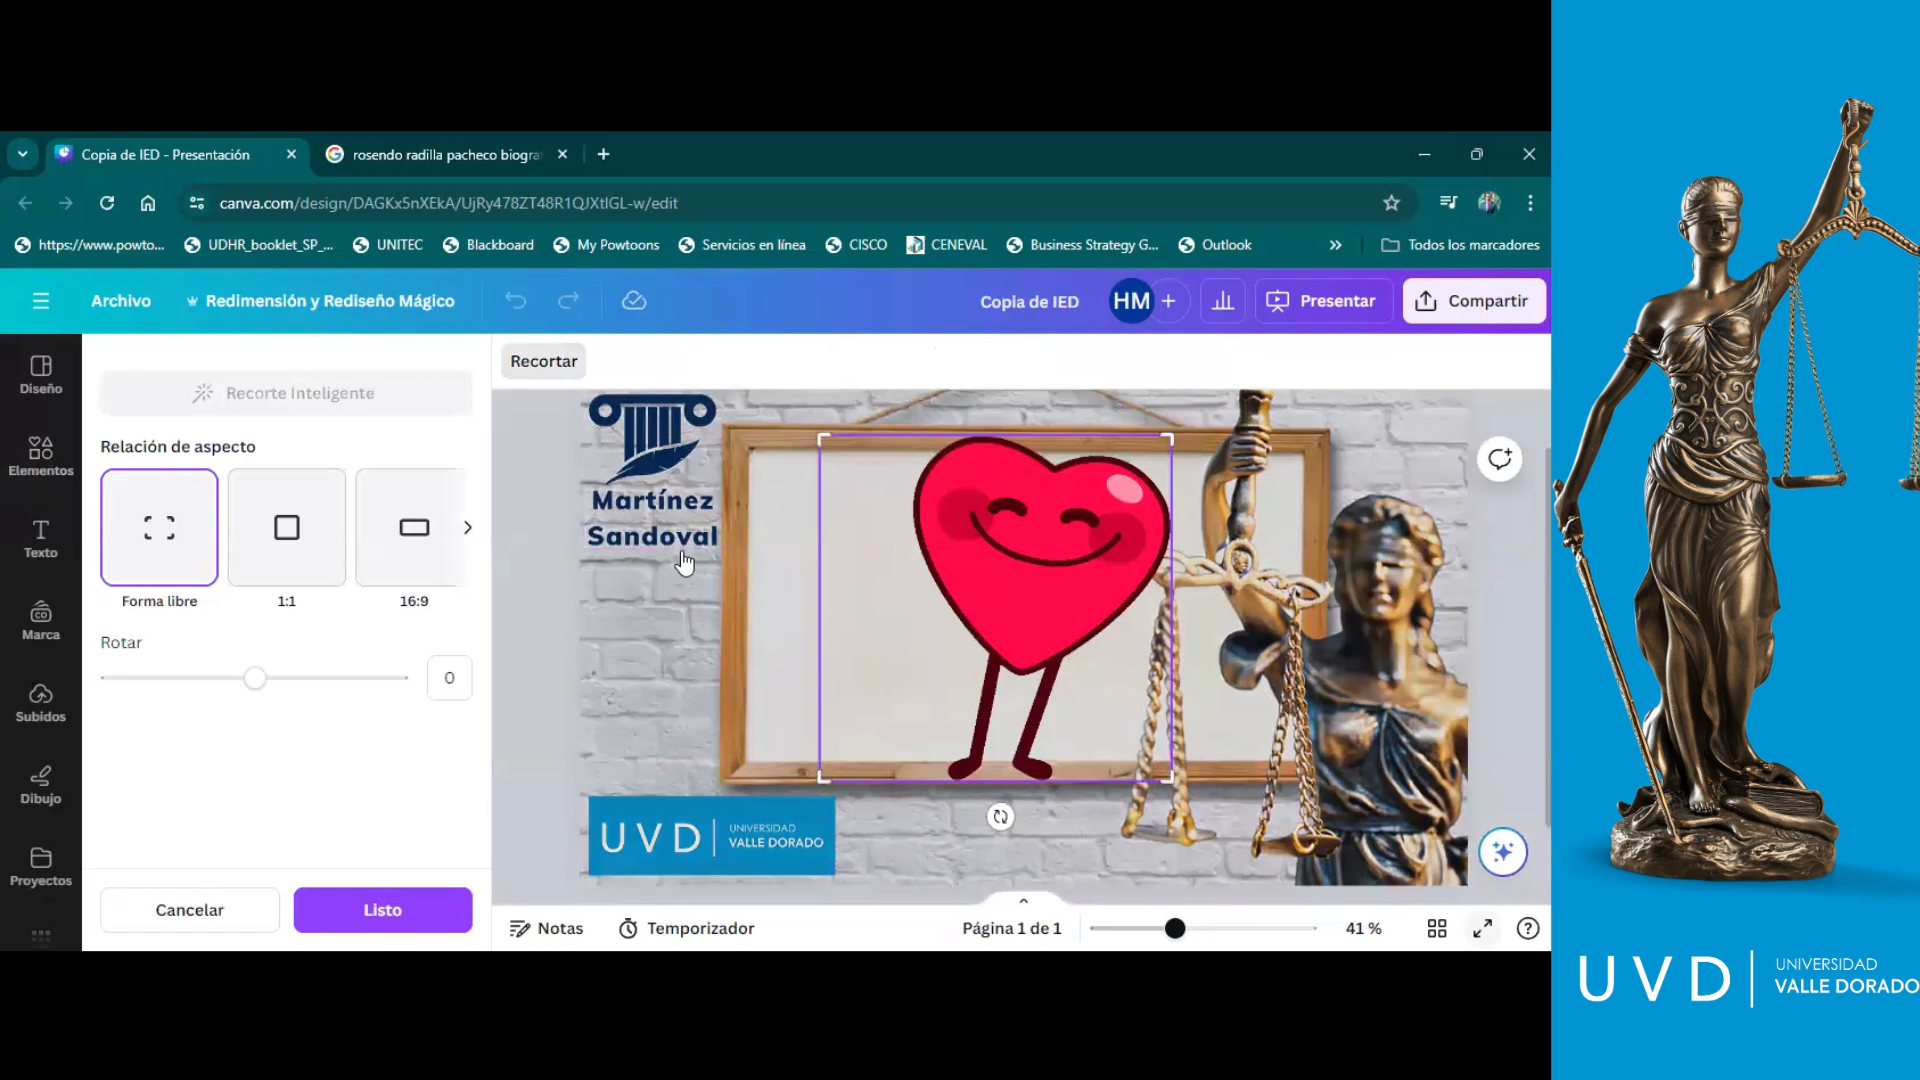 Copia de IED - Presentación
rosendo radilla pacheco biogra
canva.com/design/DAGKx5nXEkA/UjRy478ZT48R1QJXtIGL-w/edit
https://www.powto...
UDHR_booklet_SP_...
UNITEC
Blackboard
My Powtoons
Servicios en línea
CISCO
CENEVAL
Business Strategy G...
Outlook
Todos los marcadores
Archivo
Redimensión y Rediseño Mágico
Copia de IED
HM
Presentar
Compartir
Diseño
Elementos
Texto
Marca
Subidos
Dibujo
Proyectos
Recorte Inteligente
Relación de aspecto
Forma libre
1:1
16:9
Rotar
0
Cancelar
Listo
Recortar
Martínez
Sandoval
UVD
UNIVERSIDAD
VALLE DORADO
Notas
Temporizador
Página 1 de 1
41 %
UVD
UNIVERSIDAD
VALLE DORADO